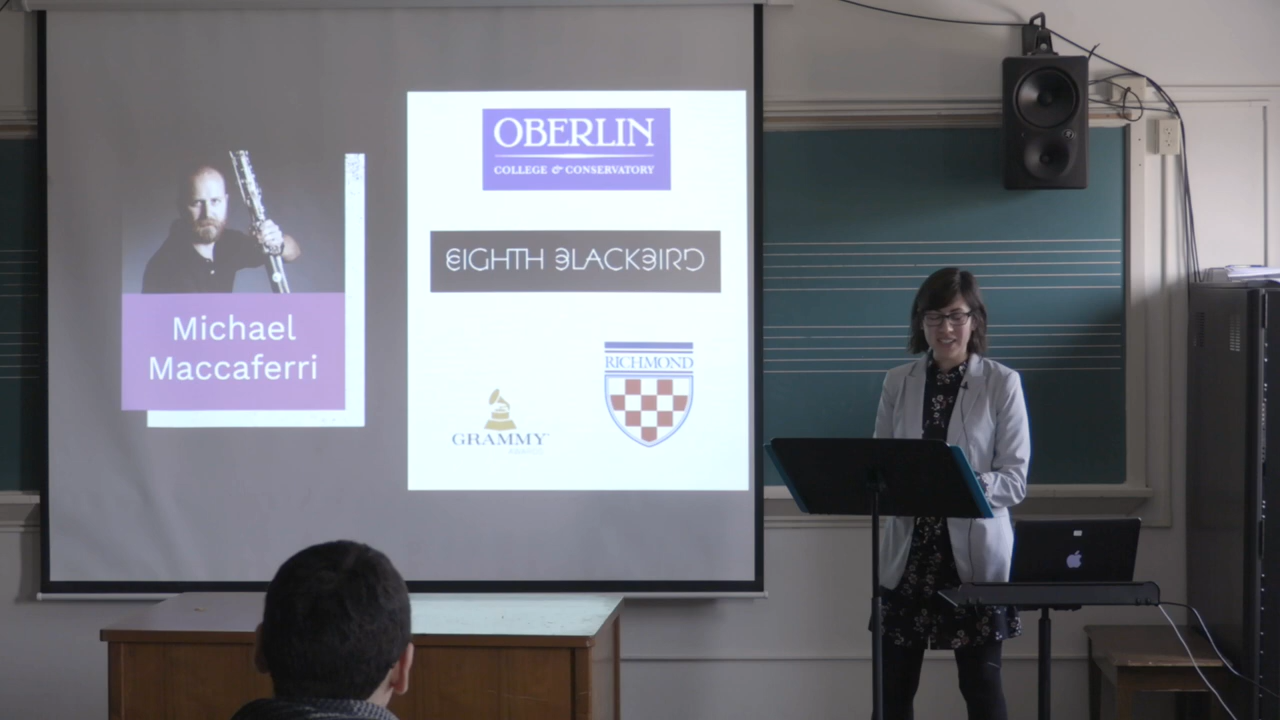 Michael
Maccaferri
OBERLIN
COLLEGE & CONSERVATORY
EIGHTH BLACKBIRD
RICHMOND
GRAMMY